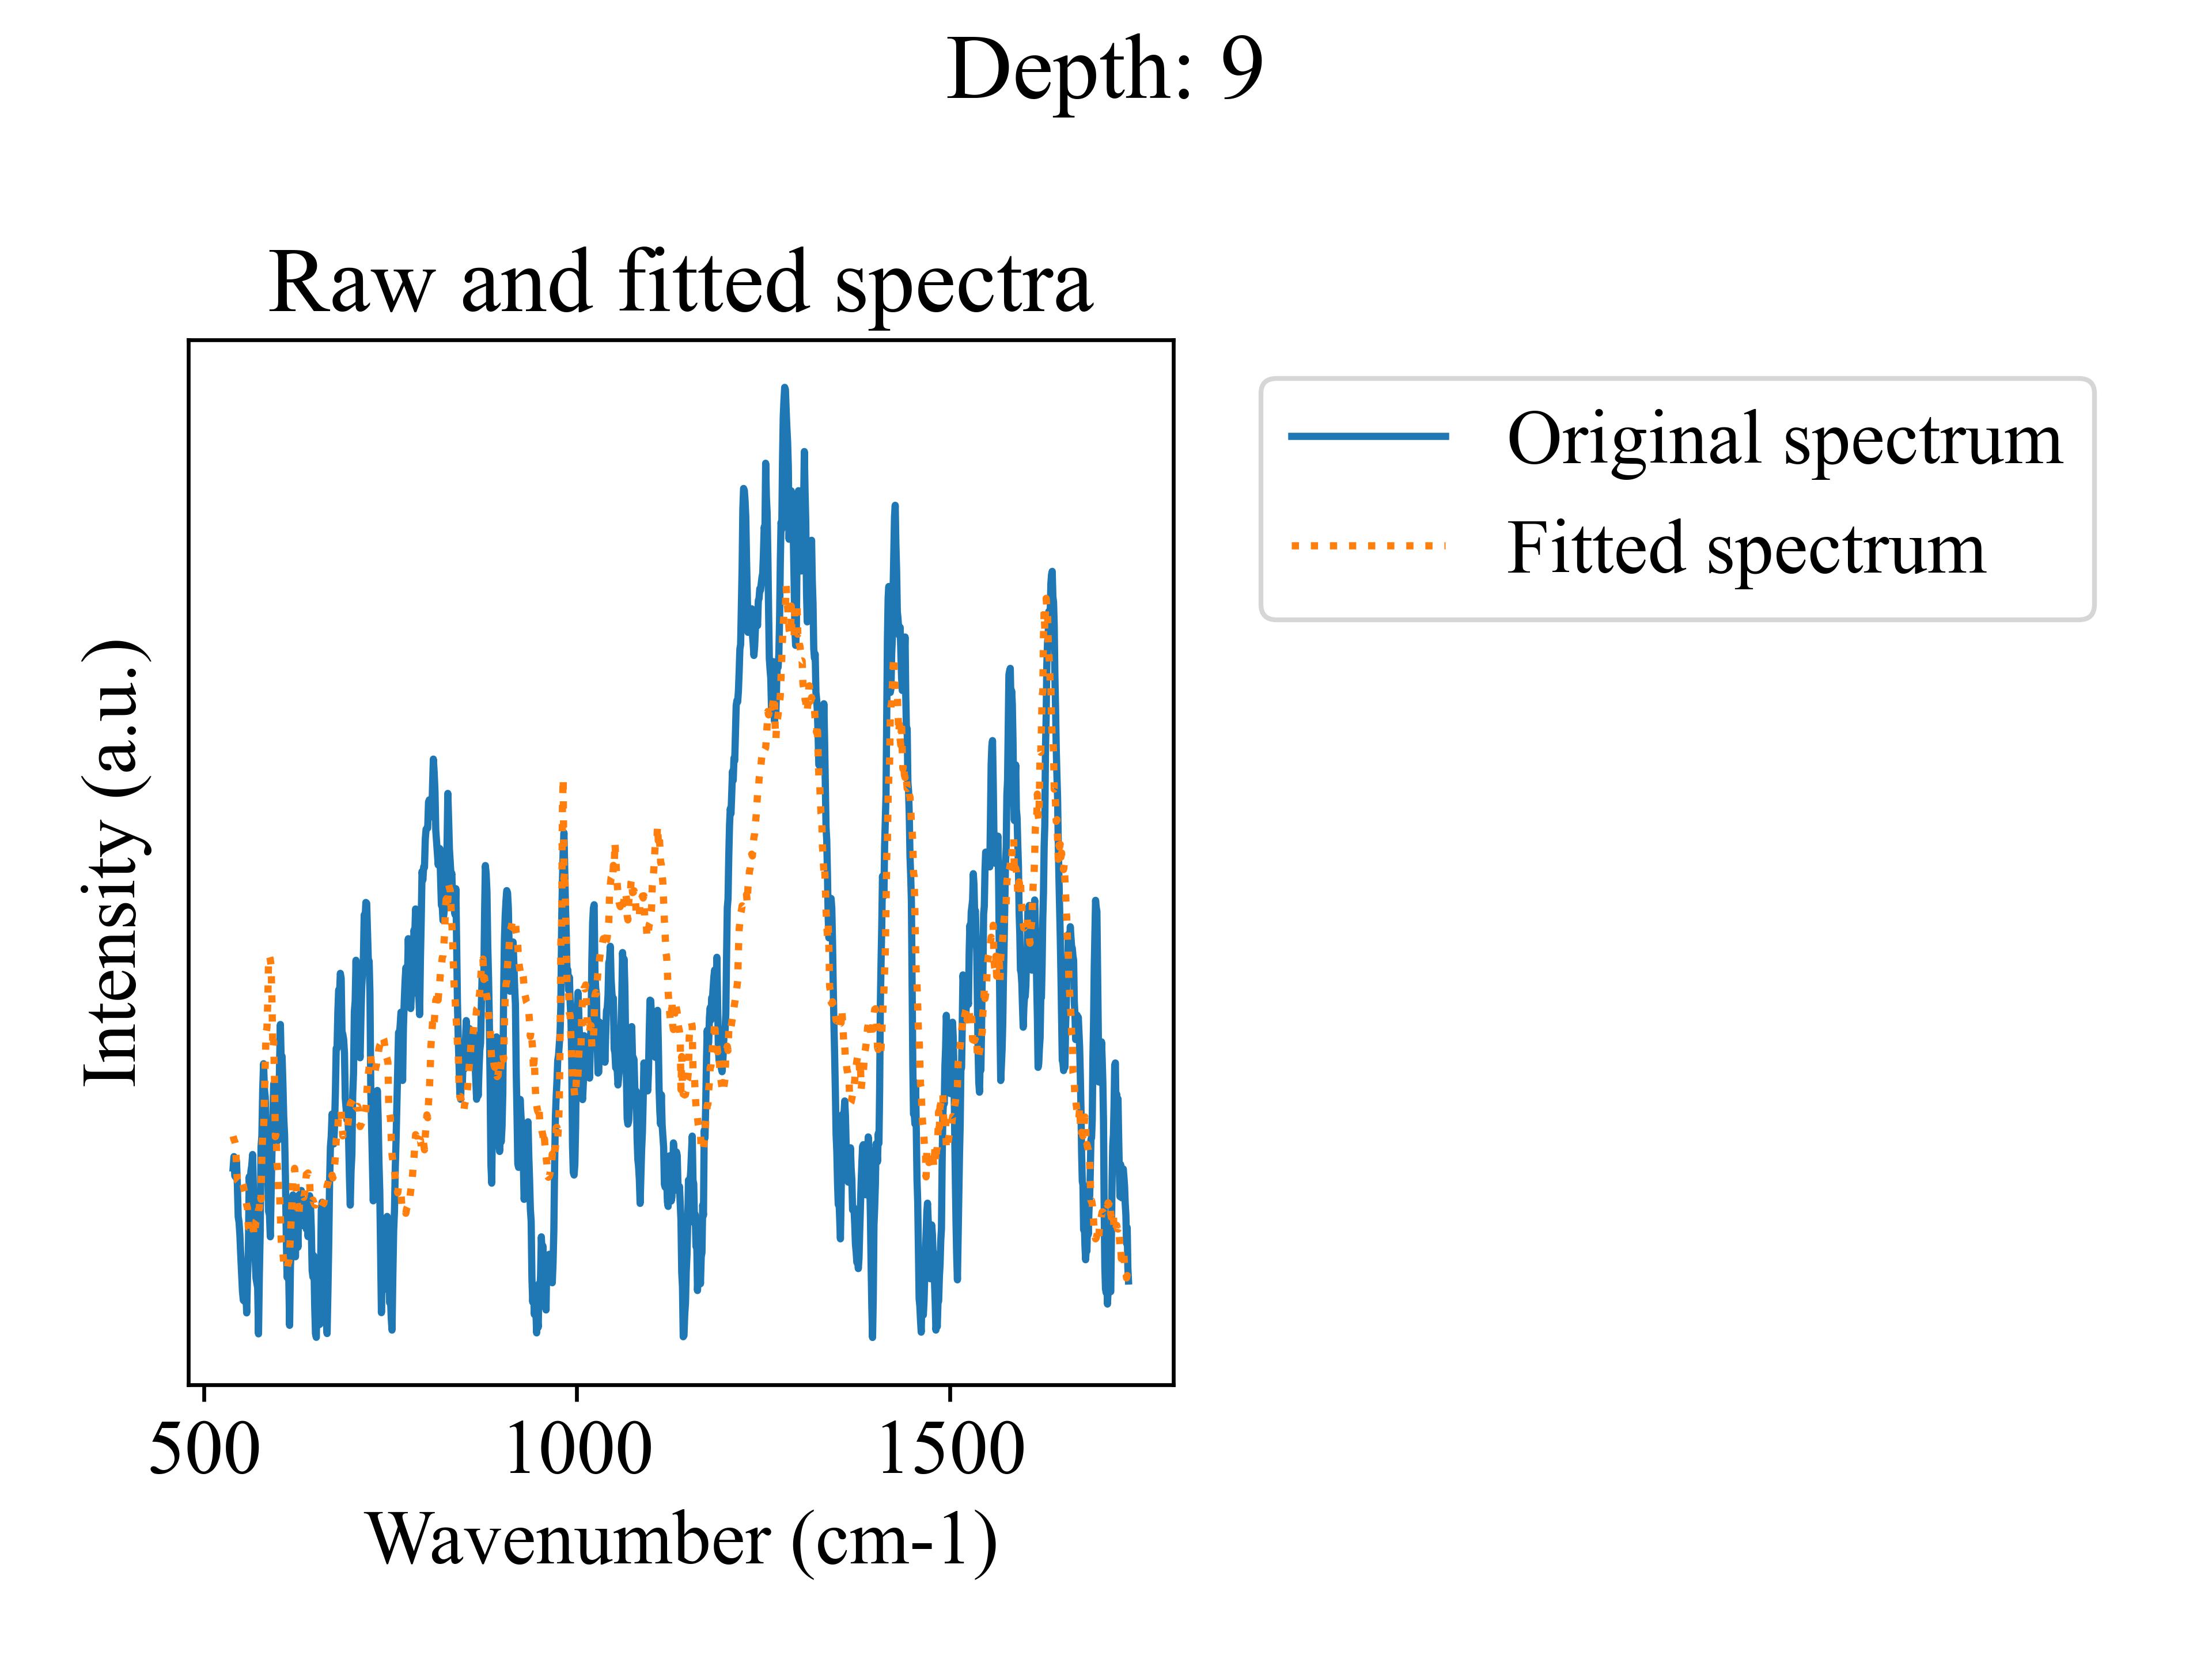 Depth: 9
Raw and fitted spectra
Original spectrum
Fitted spectrum
Intensity (a.u.)
500 1000 1500
Wavenumber (cm-1)